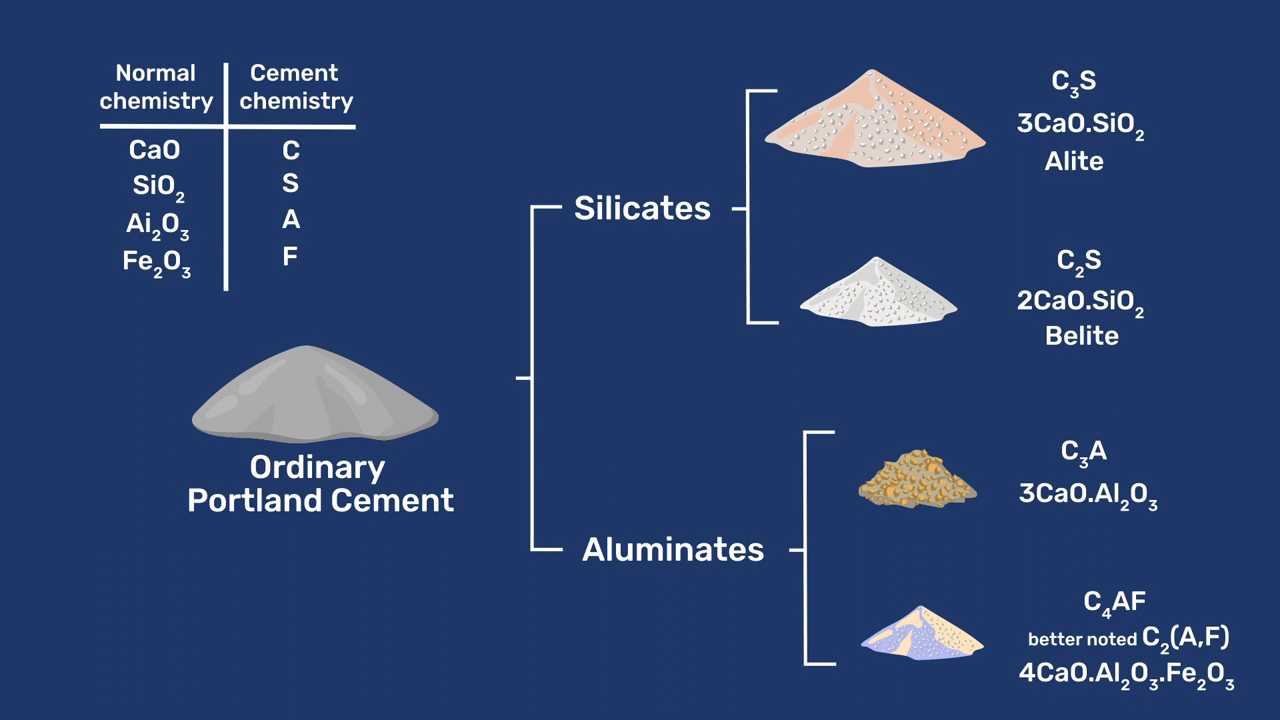 Normal chemistry | Cement chemistry
CaO | C
SiO₂ | S
Ai₂O₃ | A
Fe₂O₃ | F
Ordinary
Portland Cement
Silicates
C₃S
3CaO.SiO₂
Alite
C₂S
2CaO.SiO₂
Belite
Aluminates
C₃A
3CaO.Al₂O₃
C₄AF
better noted C₂(A,F)
4CaO.Al₂O₃.Fe₂O₃